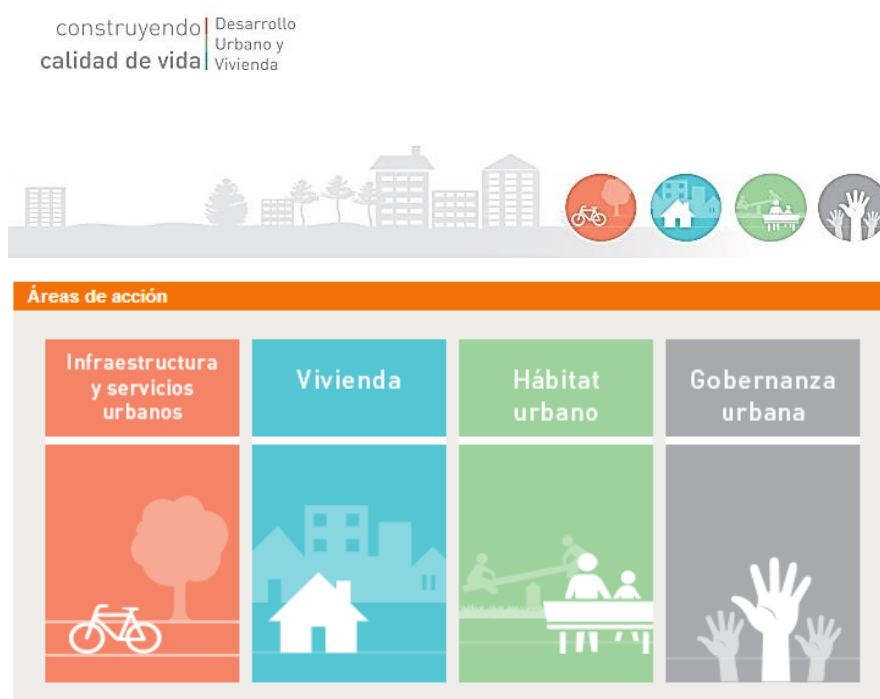 construyendo
calidad de vida
Desarrollo
Urbano y
Vivienda
Áreas de acción
Infraestructura
y servicios
urbanos
Vivienda
Hábitat
urbano
Gobernanza
urbana